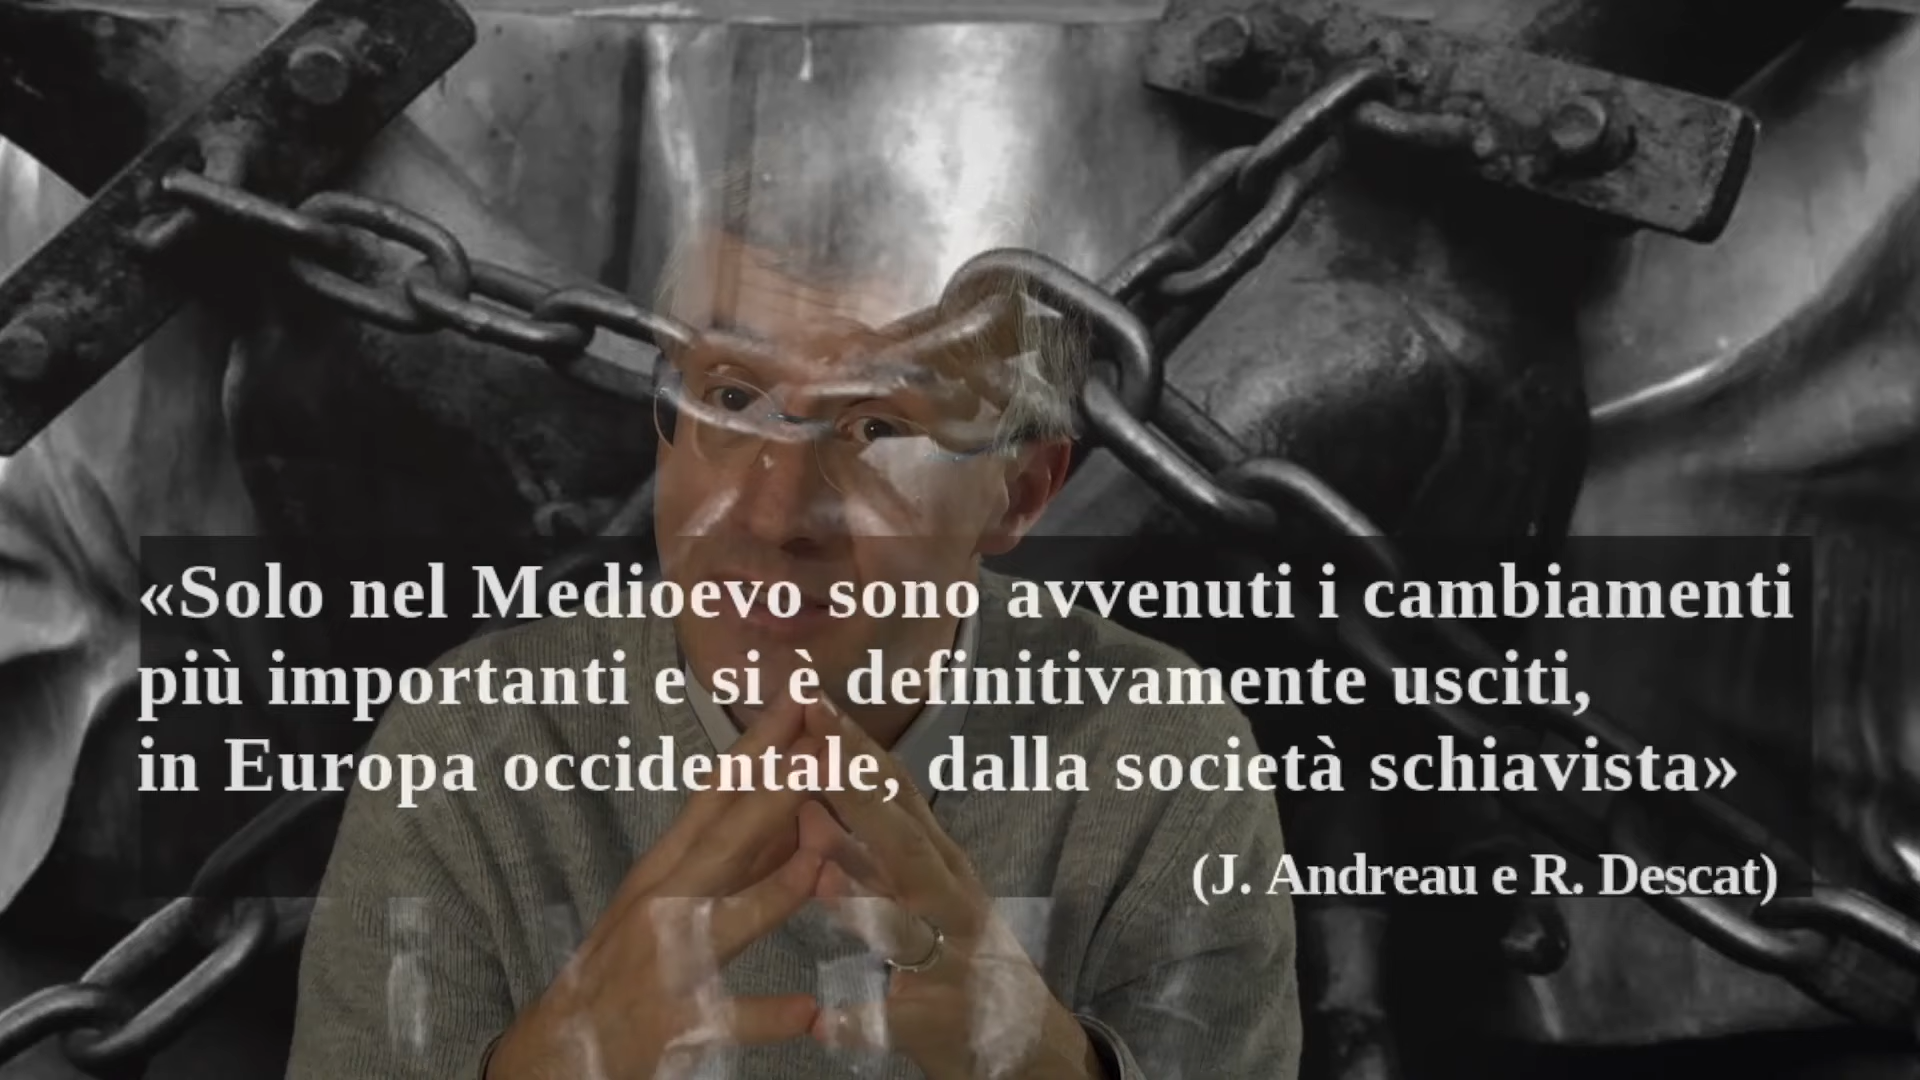 «Solo nel Medioevo sono avvenuti i cambiamenti
più importanti e si è definitivamente usciti,
in Europa occidentale, dalla società schiavista»
(J. Andreau e R. Descat)